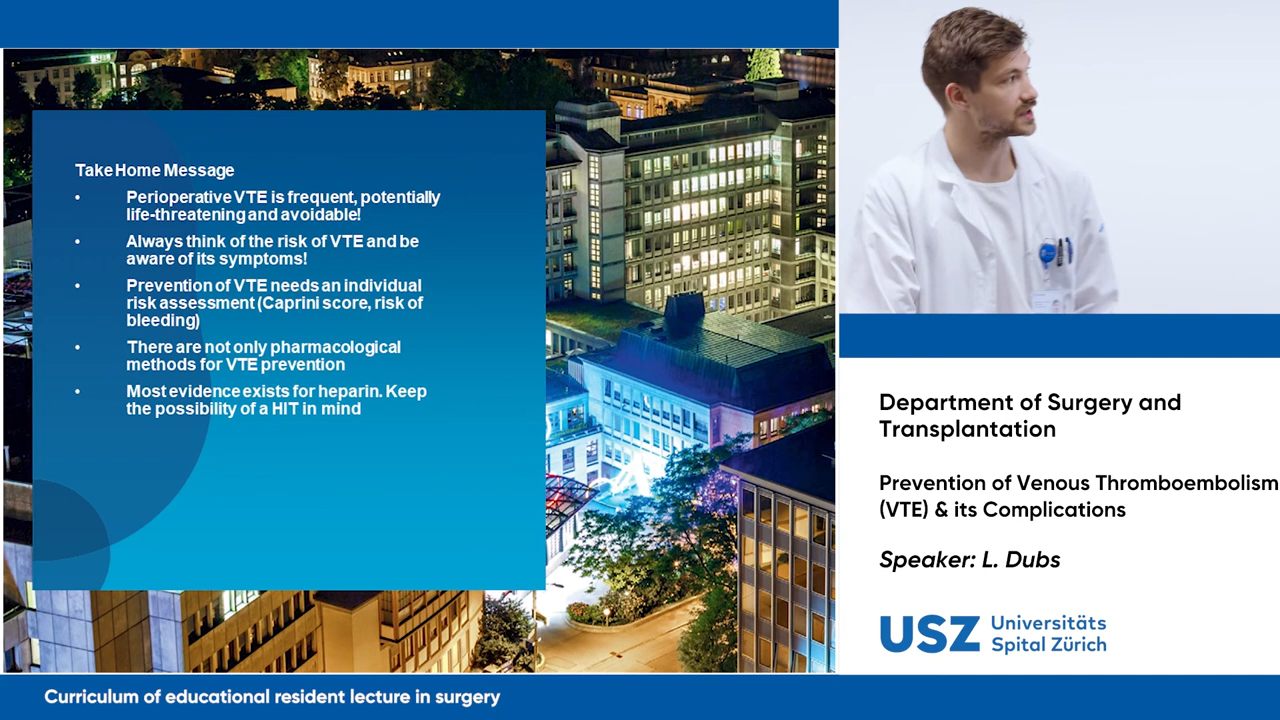 Take Home Message
• Perioperative VTE is frequent, potentially
life-threatening and avoidable!
• Always think of the risk of VTE and be
aware of its symptoms!
• Prevention of VTE needs an individual
risk assessment (Caprini score, risk of
bleeding)
• There are not only pharmacological
methods for VTE prevention
• Most evidence exists for heparin. Keep
the possibility of a HIT in mind
Department of Surgery and
Transplantation
Prevention of Venous Thromboembolism
(VTE) & its Complications
Speaker: L. Dubs
USZ Universitäts
Spital Zürich
Curriculum of educational resident lecture in surgery